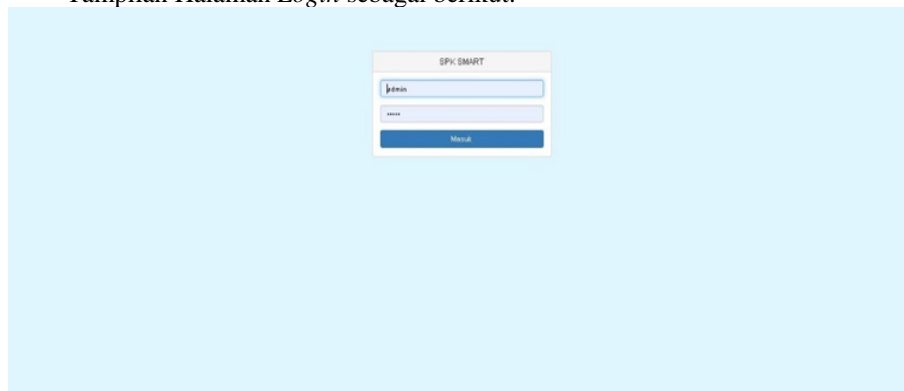 Tampilan Halaman Login sebagai berikut:
SPK SMART
admin
•••••
Masuk